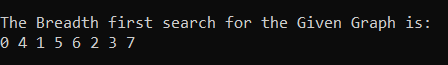 The Breadth first search for the Given Graph is:
0 4 1 5 6 2 3 7